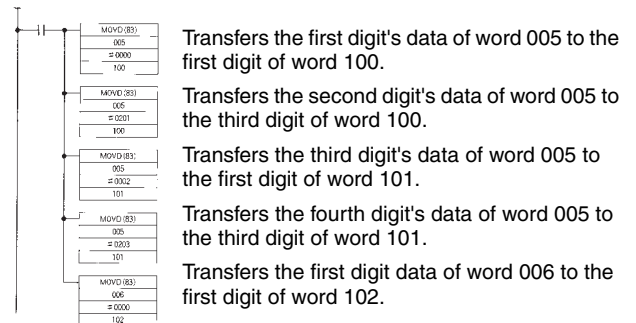 MOVD (83)
005
#0000
100
Transfers the first digit's data of word 005 to the
first digit of word 100.
MOVD (83)
005
#0201
100
Transfers the second digit's data of word 005 to
the third digit of word 100.
MOVD (83)
005
#0002
101
Transfers the third digit's data of word 005 to
the first digit of word 101.
MOVD (83)
005
#0203
101
Transfers the fourth digit's data of word 005 to
the third digit of word 101.
MOVD (83)
006
#0000
102
Transfers the first digit data of word 006 to the
first digit of word 102.